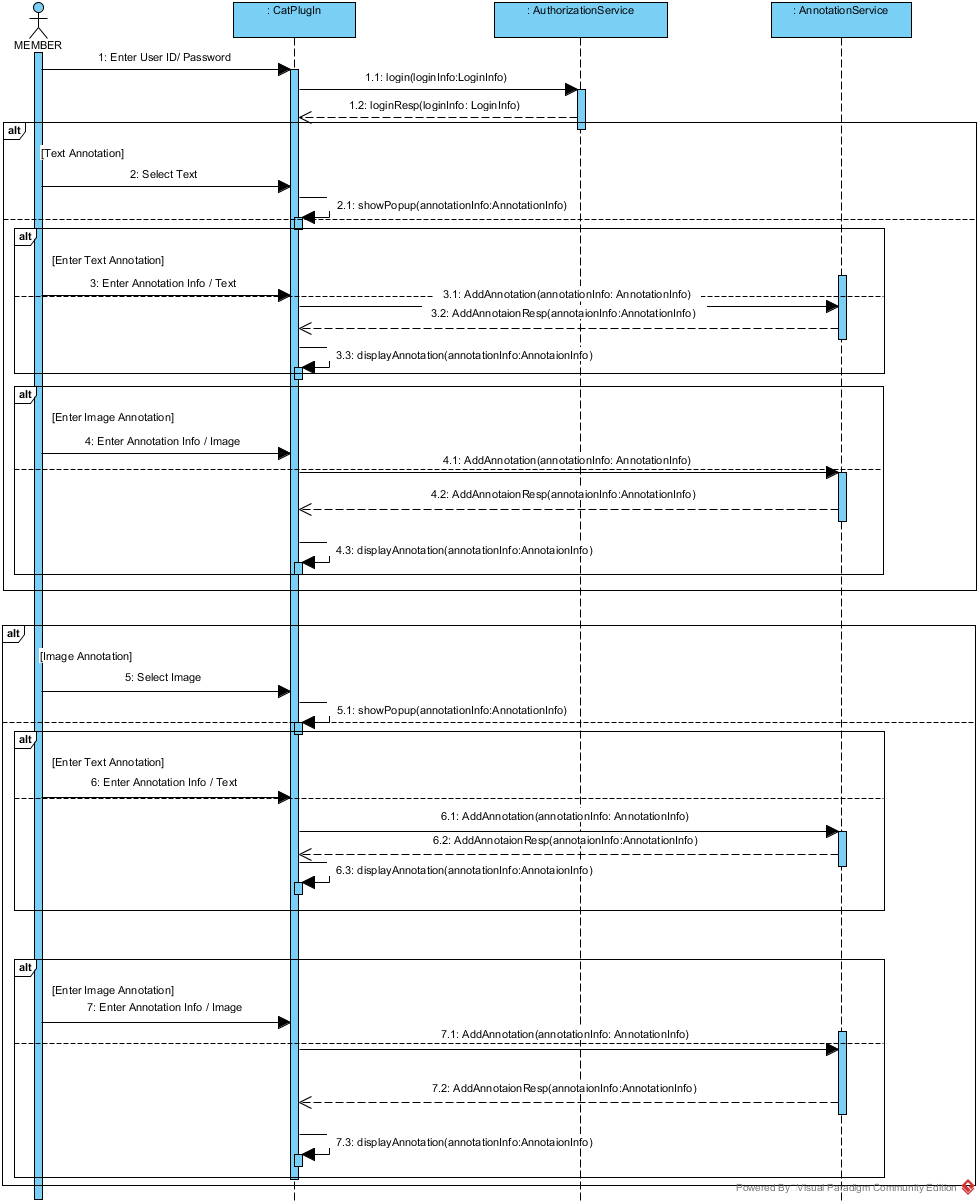 : CatPlugIn
: AuthorizationService
: AnnotationService
MEMBER
1: Enter User ID/ Password
1.1: login(loginInfo:LoginInfo)
1.2: loginResp(loginInfo: LoginInfo)
alt
[Text Annotation]
2: Select Text
2.1: showPopup(annotationInfo:AnnotationInfo)
alt
[Enter Text Annotation]
3: Enter Annotation Info / Text
3.1: AddAnnotation(annotationInfo: AnnotationInfo)
3.2: AddAnnotaionResp(annotaionInfo:AnnotationInfo)
3.3: displayAnnotation(annotationInfo:AnnotaionInfo)
alt
[Enter Image Annotation]
4: Enter Annotation Info / Image
4.1: AddAnnotation(annotationInfo: AnnotationInfo)
4.2: AddAnnotaionResp(annotaionInfo:AnnotationInfo)
4.3: displayAnnotation(annotationInfo:AnnotaionInfo)
alt
[Image Annotation]
5: Select Image
5.1: showPopup(annotationInfo:AnnotationInfo)
alt
[Enter Text Annotation]
6: Enter Annotation Info / Text
6.1: AddAnnotation(annotationInfo: AnnotationInfo)
6.2: AddAnnotaionResp(annotaionInfo:AnnotationInfo)
6.3: displayAnnotation(annotationInfo:AnnotaionInfo)
alt
[Enter Image Annotation]
7: Enter Annotation Info / Image
7.1: AddAnnotation(annotationInfo: AnnotationInfo)
7.2: AddAnnotaionResp(annotaionInfo:AnnotationInfo)
7.3: displayAnnotation(annotationInfo:AnnotaionInfo)
Powered By Visual Paradigm Community Edition